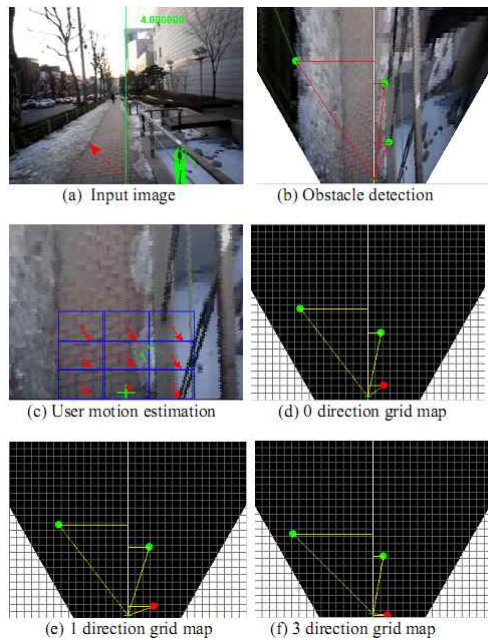 4.000000
(a) Input image
(b) Obstacle detection
(c) User motion estimation
(d) 0 direction grid map
(e) 1 direction grid map
(f) 3 direction grid map